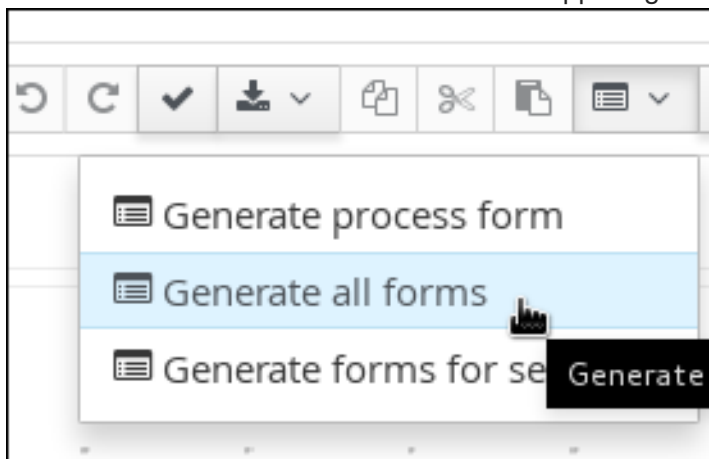 Generate process form
Generate all forms
Generate forms for se
Generate